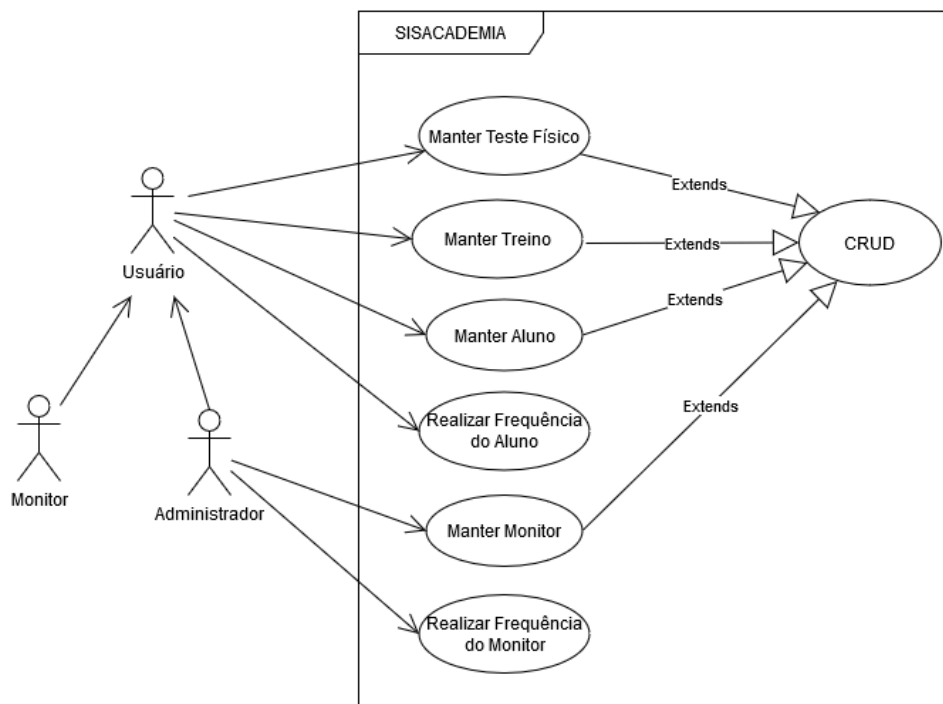 SISACADEMIA
Manter Teste Físico
Extends
Manter Treino
Extends
CRUD
Usuário
Extends
Manter Aluno
Realizar Frequência
do Aluno
Extends
Monitor
Administrador
Manter Monitor
Realizar Frequência
do Monitor